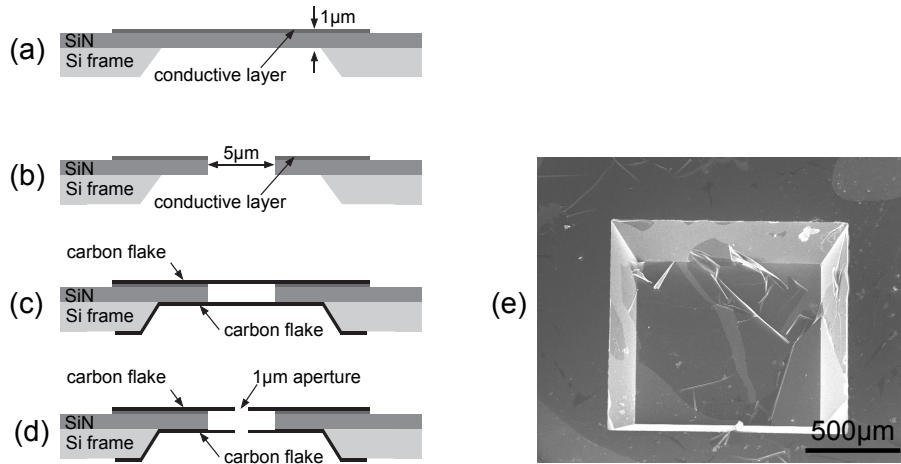 (a)
1µm
SiN
Si frame
conductive layer
(b)
5µm
SiN
Si frame
conductive layer
(c)
carbon flake
SiN
Si frame
carbon flake
(d)
carbon flake
1µm aperture
SiN
Si frame
carbon flake
(e)
500µm